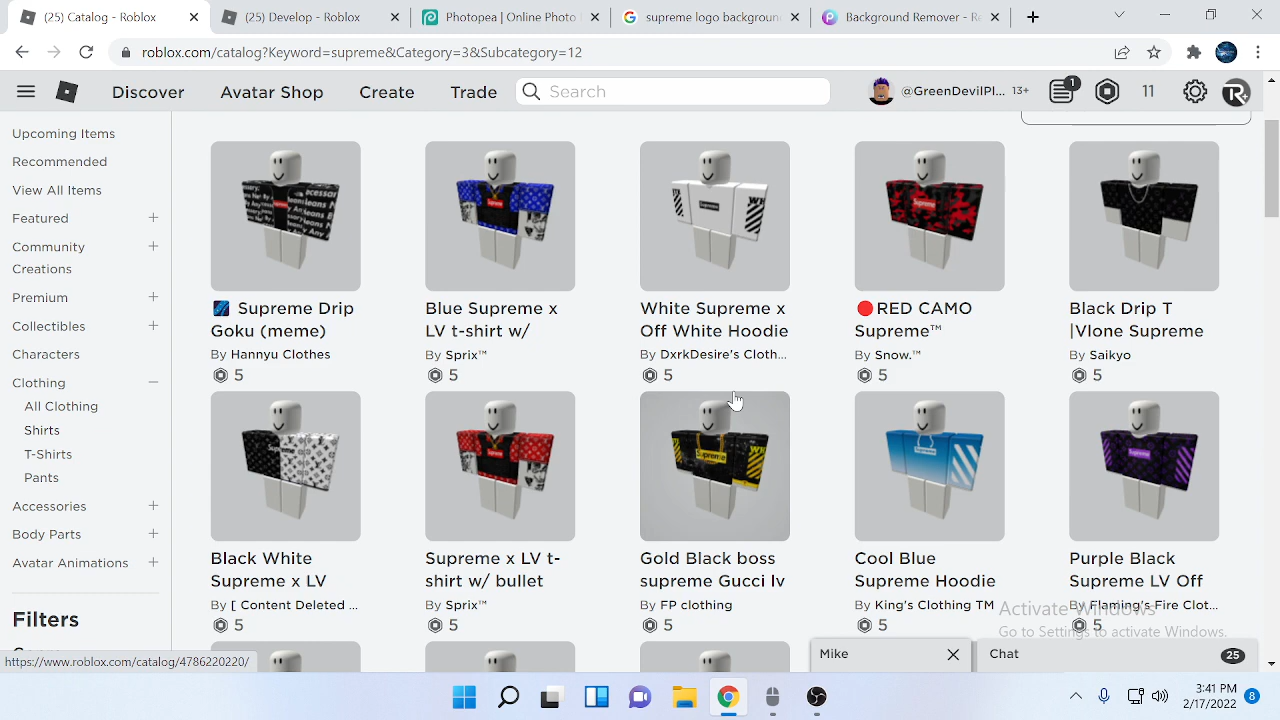 (25) Catalog - Roblox
(25) Develop - Roblox
Photopea | Online Photo
supreme logo backgroun
Background Remover - R
roblox.com/catalog?Keyword=supreme&Category=3&Subcategory=12
Discover
Avatar Shop
Create
Trade
Search
@GreenDevilPl... 13+
1
11
Upcoming Items
Recommended
View All Items
Featured
Community
Creations
Premium
Collectibles
Characters
Clothing
All Clothing
Shirts
T-Shirts
Pants
Accessories
Body Parts
Avatar Animations
Filters
Supreme Drip
Goku (meme)
By Hannyu Clothes
5
Blue Supreme x
LV t-shirt w/
By Sprix™
5
White Supreme x
Off White Hoodie
By DxrkDesire's Cloth...
5
RED CAMO
Supreme™
By Snow.™
5
Black Drip T
|Vlone Supreme
By Saikyo
5
Black White
Supreme x LV
By [ Content Deleted ...
5
Supreme x LV t-
shirt w/ bullet
By Sprix™
5
Gold Black boss
supreme Gucci lv
By FP clothing
5
Cool Blue
Supreme Hoodie
By King's Clothing TM
5
Purple Black
Supreme LV Off
By Flaming's Fire Clot...
5
Activate Windows
Go to Settings to activate Windows.
https://www.roblox.com/catalog/4786220220/
Mike
Chat
25
3:41 PM
2/17/2022
8